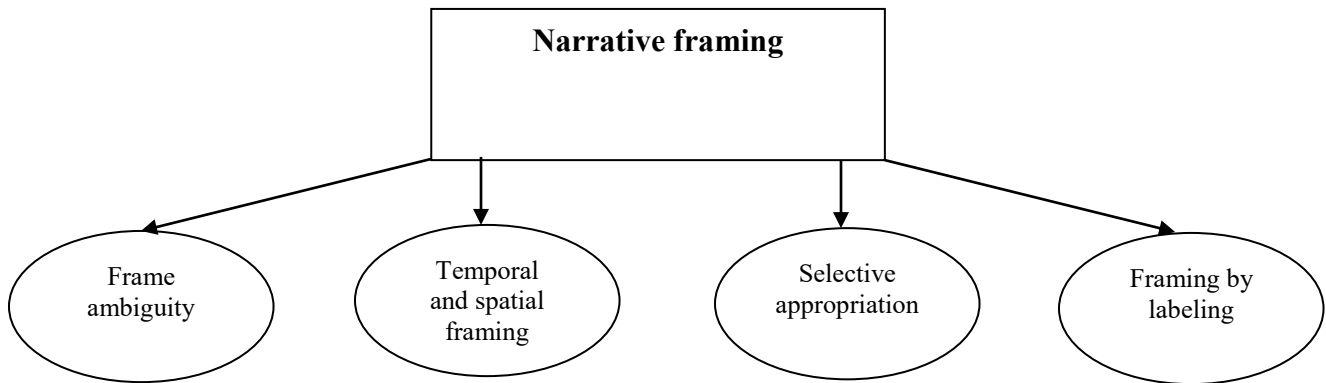 Narrative framing
Frame
ambiguity
Temporal
and spatial
framing
Selective
appropriation
Framing by
labeling